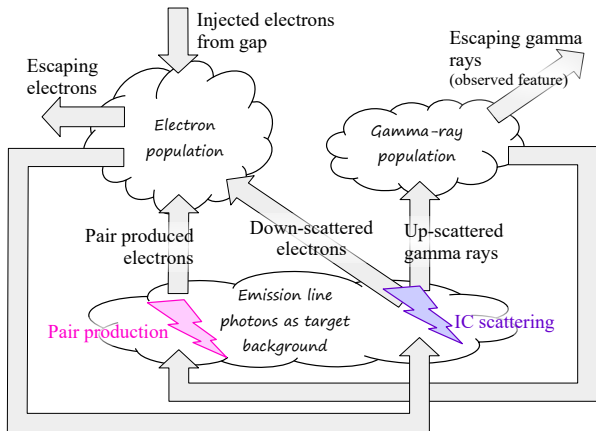 Injected electrons
from gap
Escaping gamma
rays
(observed feature)
Escaping
electrons
Electron
population
Gamma-ray
population
Pair produced
electrons
Down-scattered
electrons
Up-scattered
gamma rays
Emission line
photons as target
background
Pair production
IC scattering